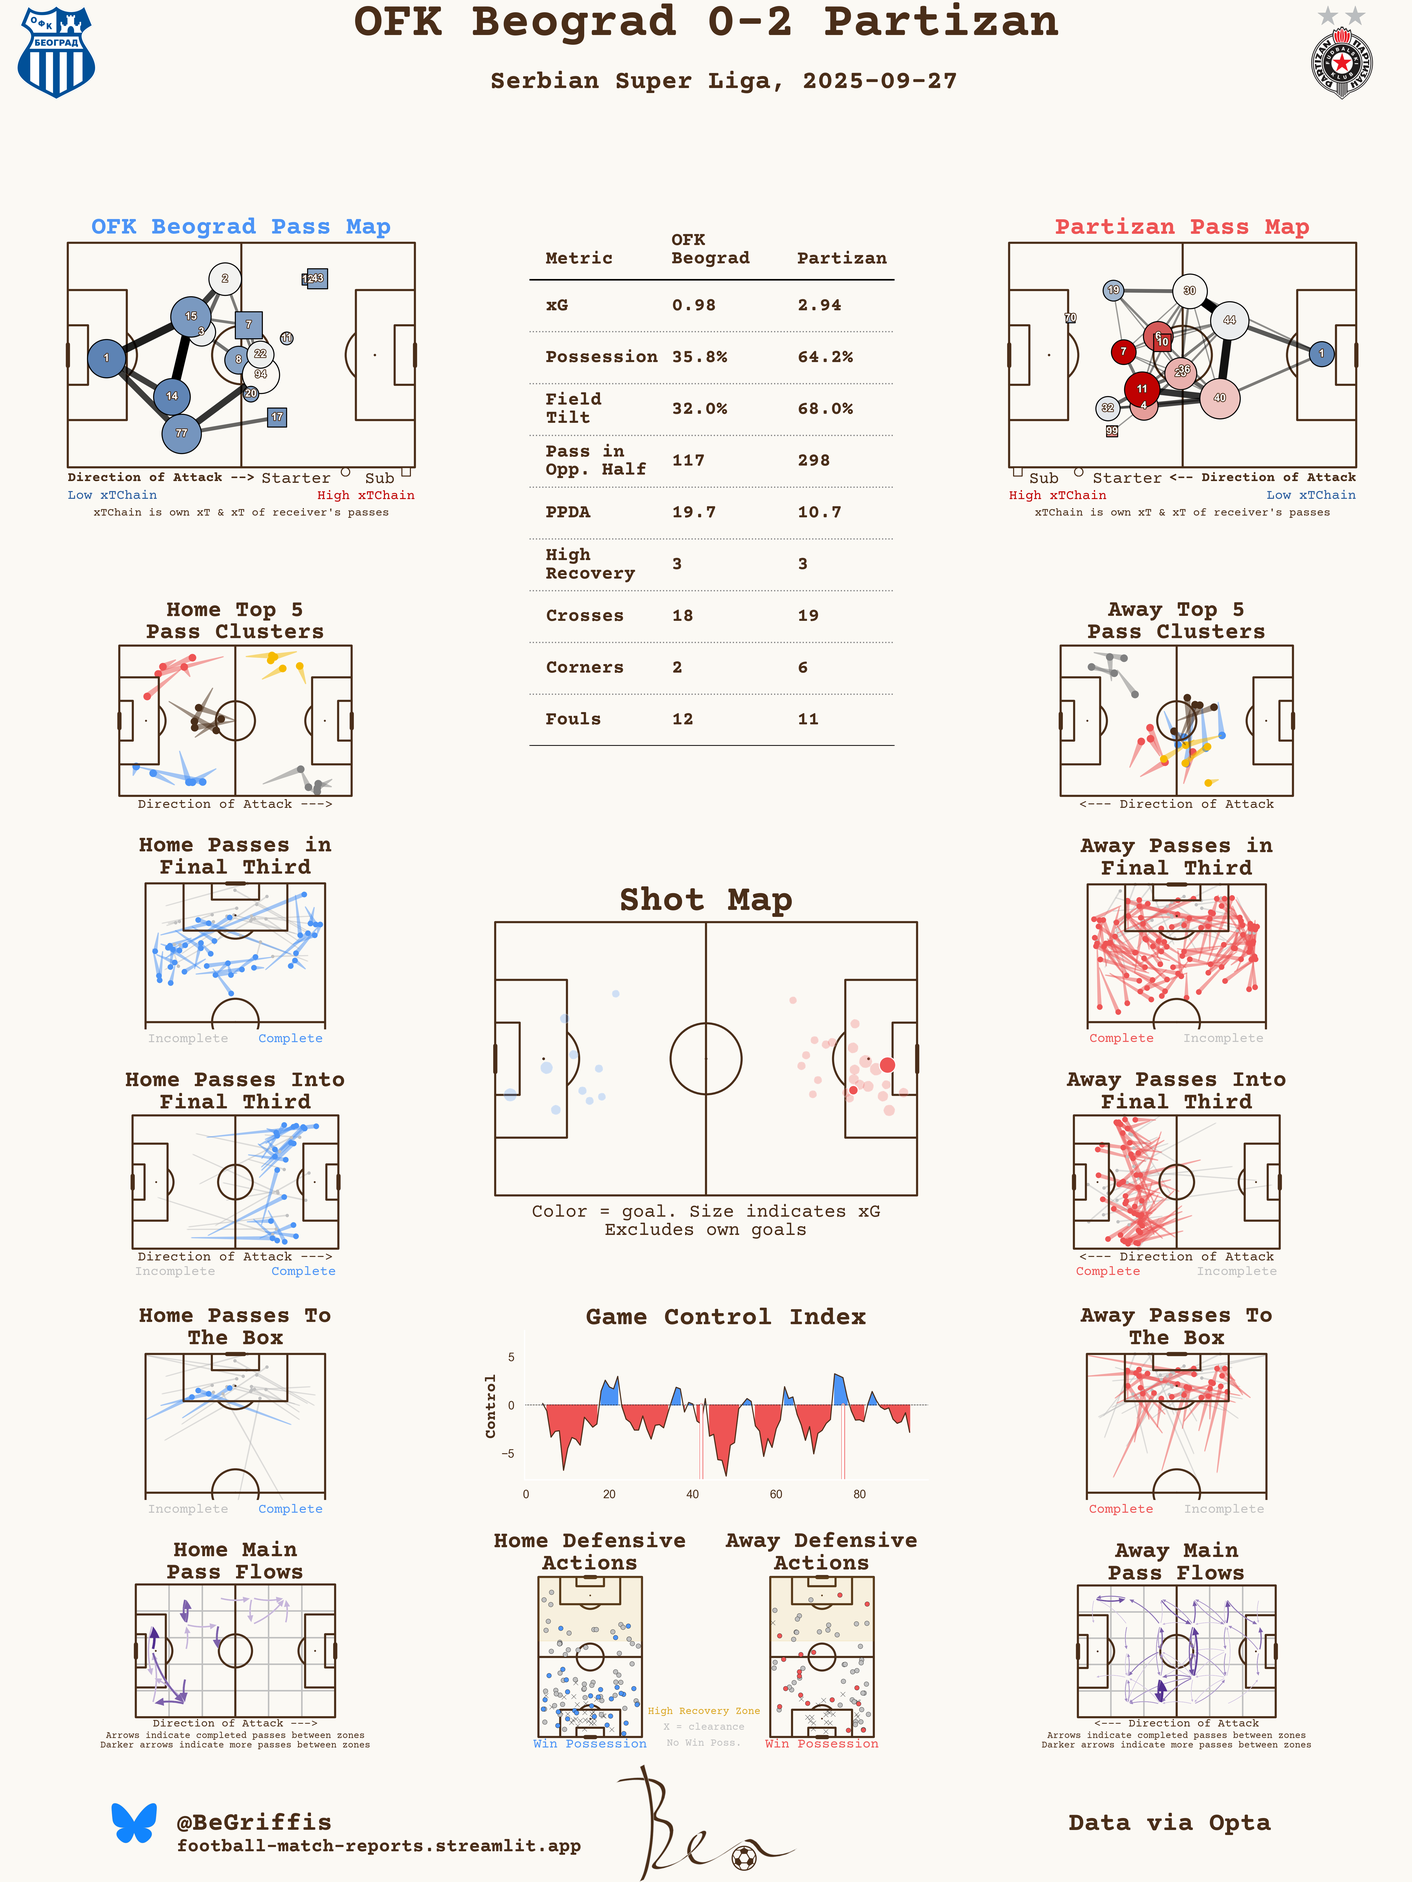 OFK Beograd 0-2 Partizan
Serbian Super Liga, 2025-09-27
ОФК
БЕОГРАД
PARTIZAN ПАРТИЗАН
FUDBALSKI KLUB
OFK Beograd Pass Map
2
15
3
7
1
8
22
94
11
14
20
77
17
Direction of Attack --> Starter Sub
Low xTChain High xTChain
xTChain is own xT & xT of receiver's passes
Metric OFK Beograd Partizan
xG 0.98 2.94
Possession 35.8% 64.2%
Field Tilt 32.0% 68.0%
Pass in Opp. Half 117 298
PPDA 19.7 10.7
High Recovery 3 3
Crosses 18 19
Corners 2 6
Fouls 12 11
Partizan Pass Map
19
30
70
44
6
10
7
1
36
11
40
32
4
99
Sub Starter <-- Direction of Attack
High xTChain Low xTChain
xTChain is own xT & xT of receiver's passes
Home Top 5
Pass Clusters
Direction of Attack --->
Away Top 5
Pass Clusters
<--- Direction of Attack
Home Passes in
Final Third
Incomplete Complete
Away Passes in
Final Third
Complete Incomplete
Shot Map
Color = goal. Size indicates xG
Excludes own goals
Home Passes Into
Final Third
Direction of Attack --->
Incomplete Complete
Away Passes Into
Final Third
<--- Direction of Attack
Complete Incomplete
Home Passes To
The Box
Incomplete Complete
Game Control Index
Control
5
0
−5
0 20 40 60 80
Away Passes To
The Box
Complete Incomplete
Home Main
Pass Flows
Direction of Attack --->
Arrows indicate completed passes between zones
Darker arrows indicate more passes between zones
Home Defensive
Actions
Win Possession
High Recovery Zone
X = clearance
No Win Poss.
Away Defensive
Actions
Win Possession
Away Main
Pass Flows
<--- Direction of Attack
Arrows indicate completed passes between zones
Darker arrows indicate more passes between zones
@BeGriffis
football-match-reports.streamlit.app
Ben
Data via Opta